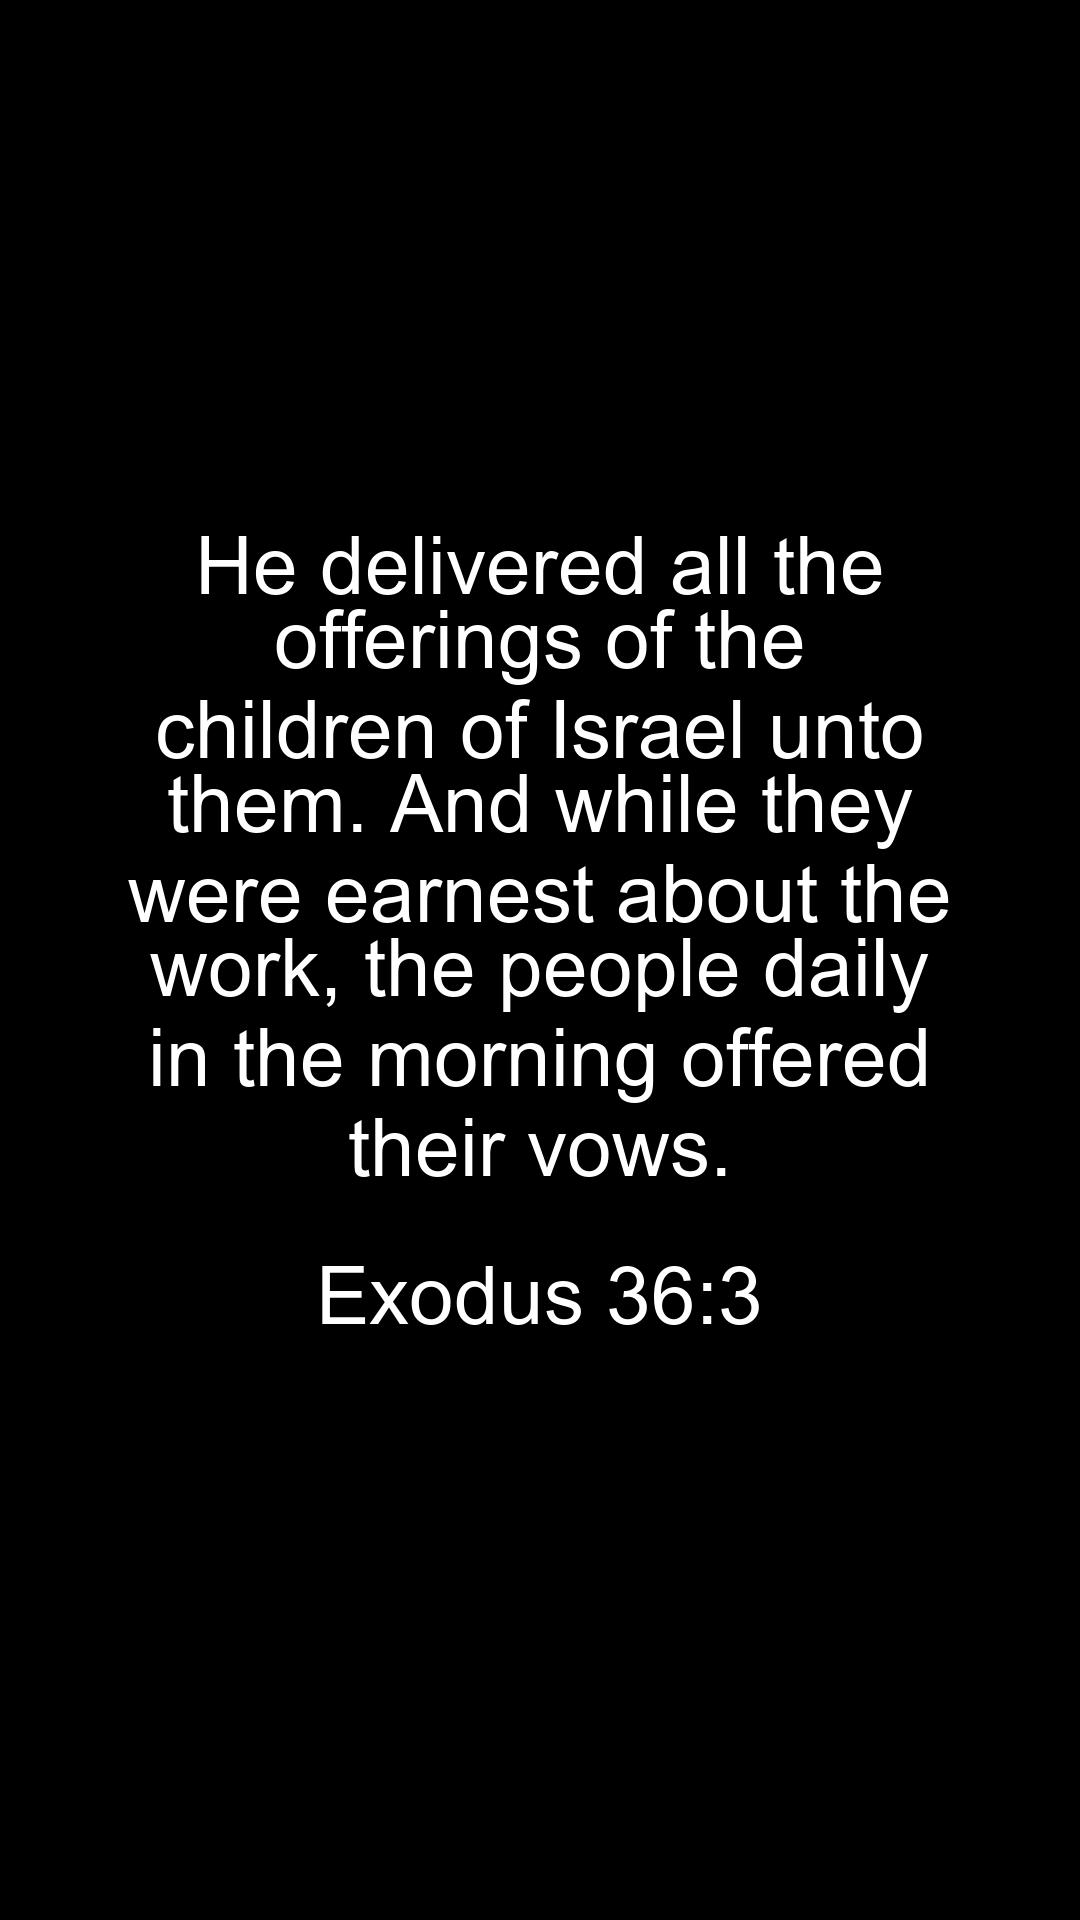 He delivered all the
offerings of the
children of Israel unto
them. And while they
were earnest about the
work, the people daily
in the morning offered
their vows.
Exodus 36:3